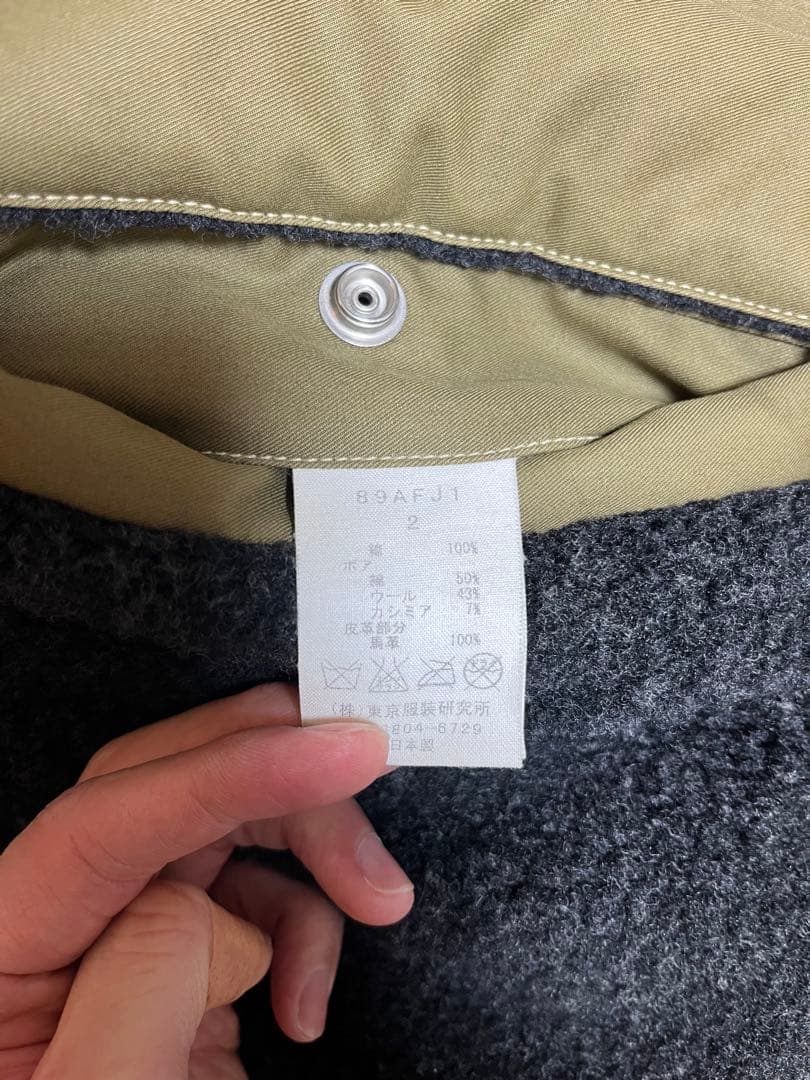 89AFJ1
2
綿 100%
ボア
綿 50%
ウール 43%
カシミア 7%
皮革部分
馬革 100%
(株)東京服装研究所
804-6729
日本製